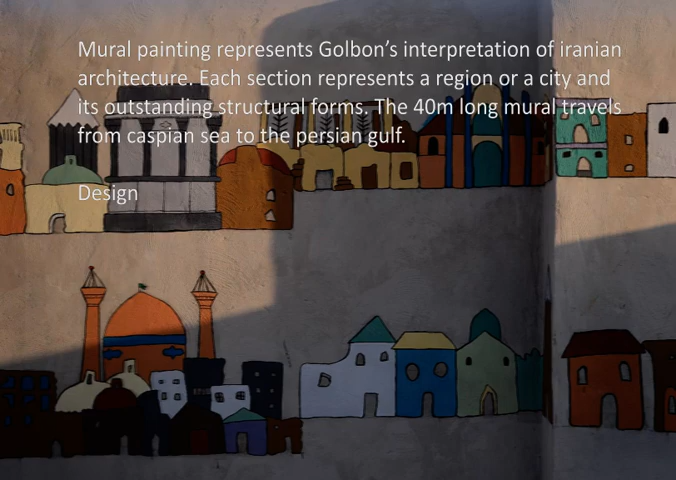 Mural painting represents Golbon’s interpretation of iranian
architecture. Each section represents a region or a city and
its outstanding structural forms. The 40m long mural travels
from caspian sea to the persian gulf.
Design